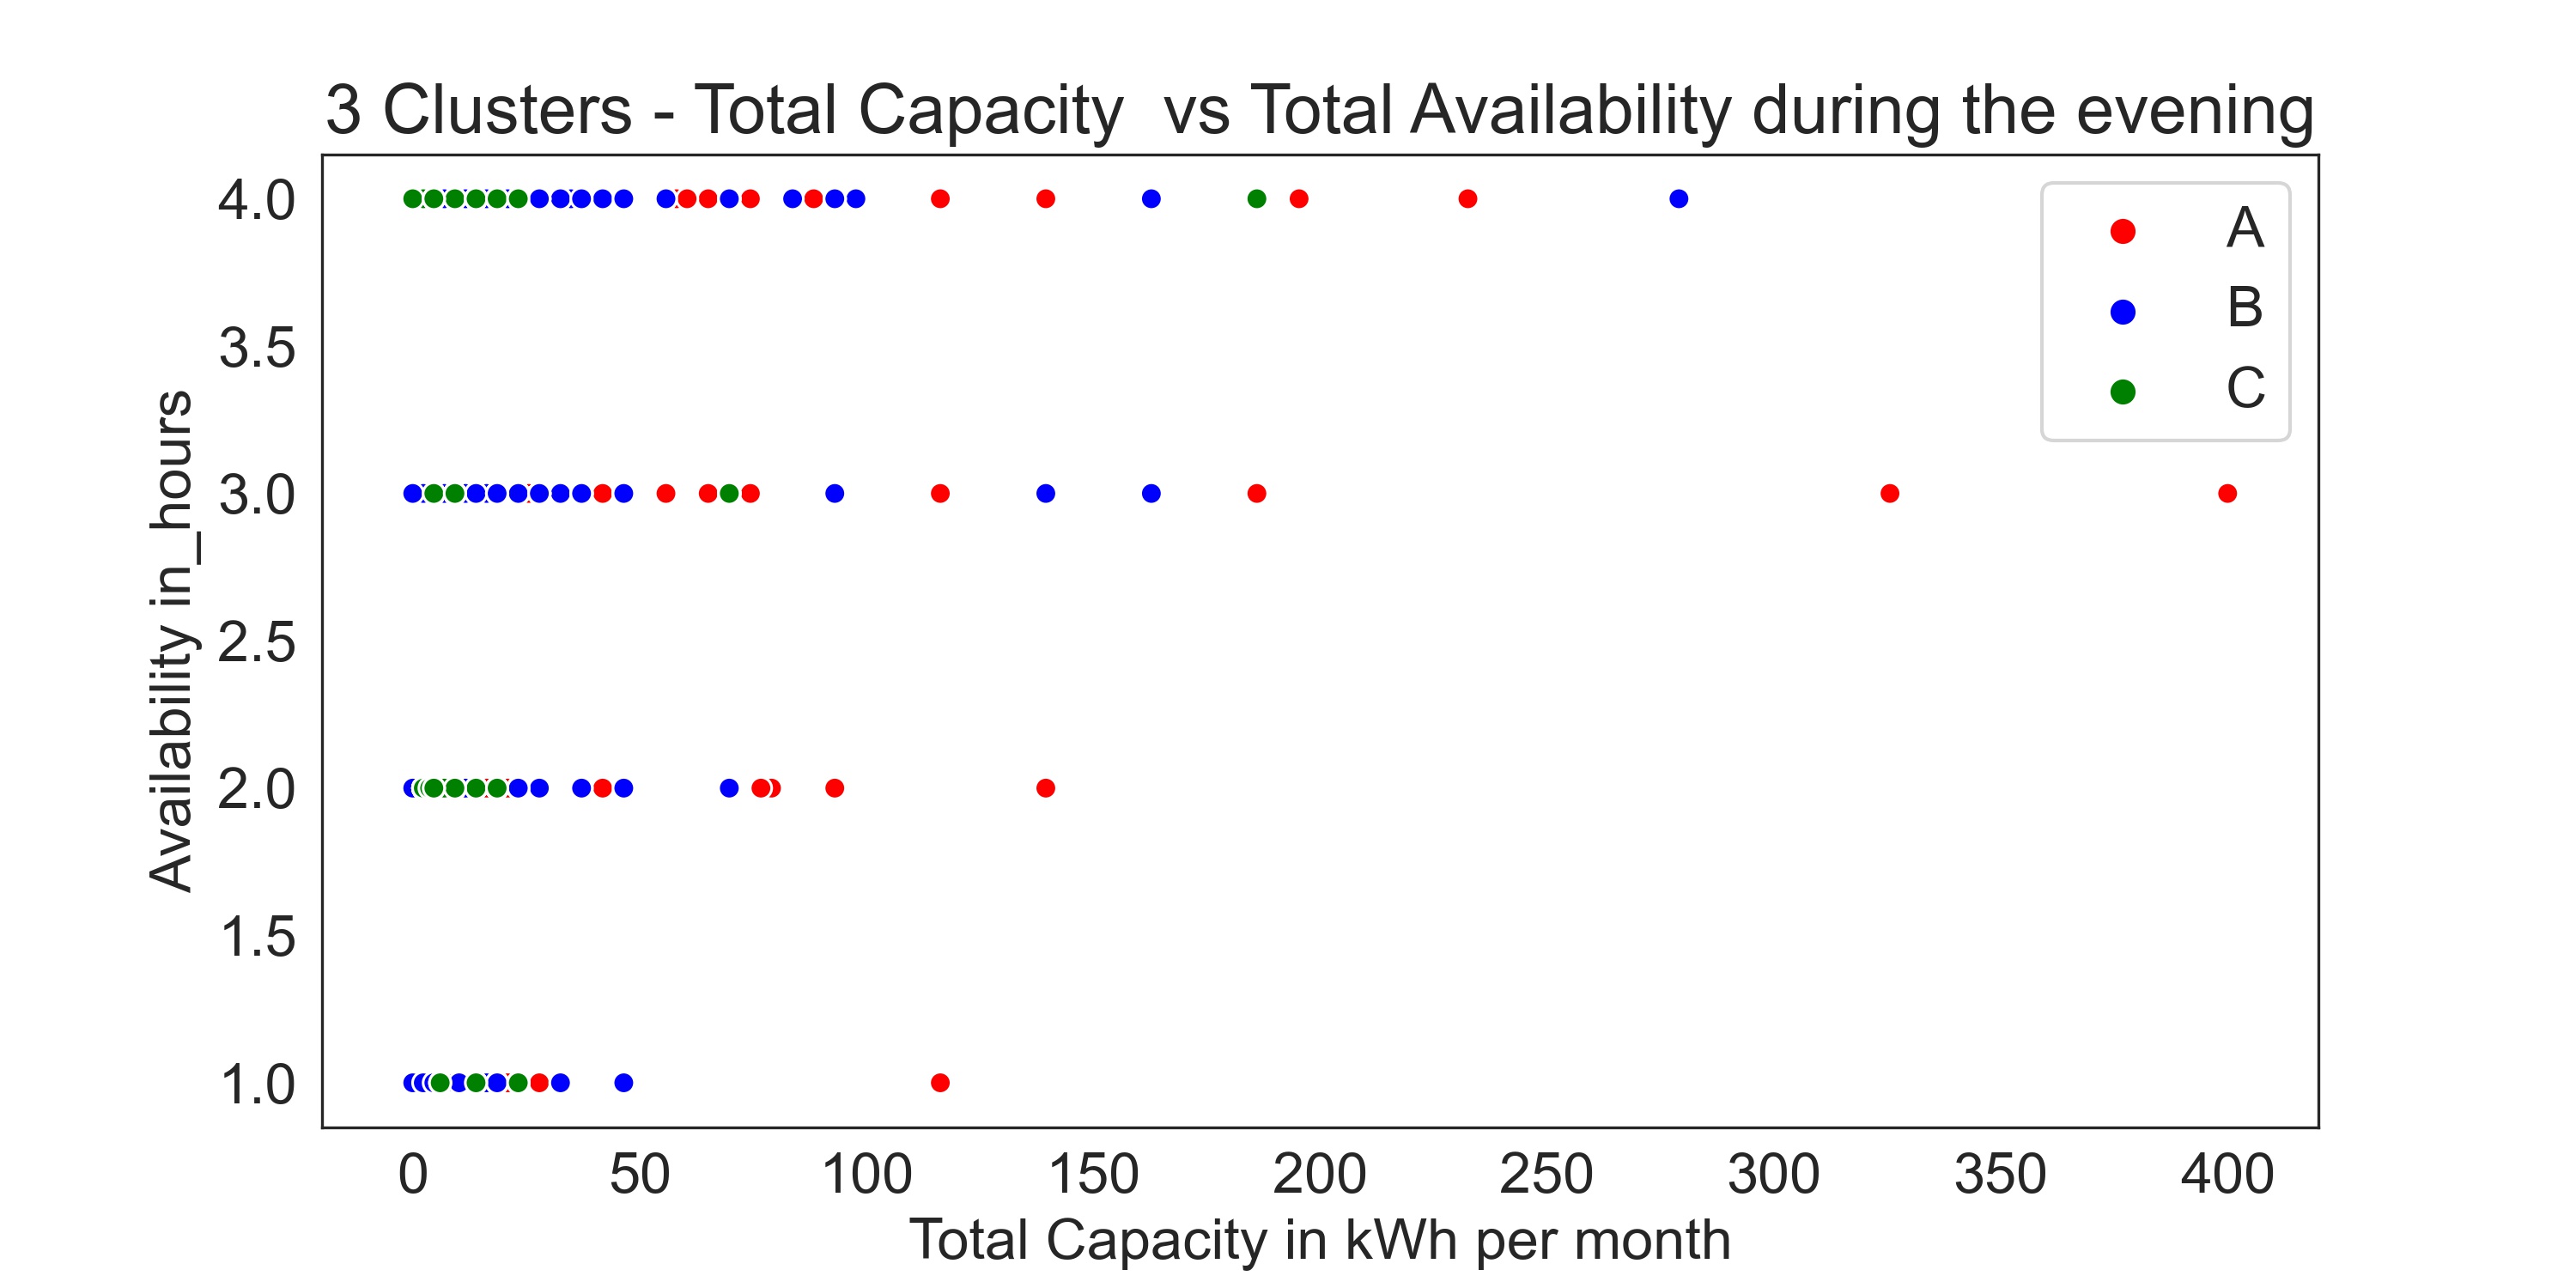 3 Clusters - Total Capacity  vs Total Availability during the evening
A
B
C
Availability in_hours
4.0
3.5
3.0
2.5
2.0
1.5
1.0
0 50 100 150 200 250 300 350 400
Total Capacity in kWh per month